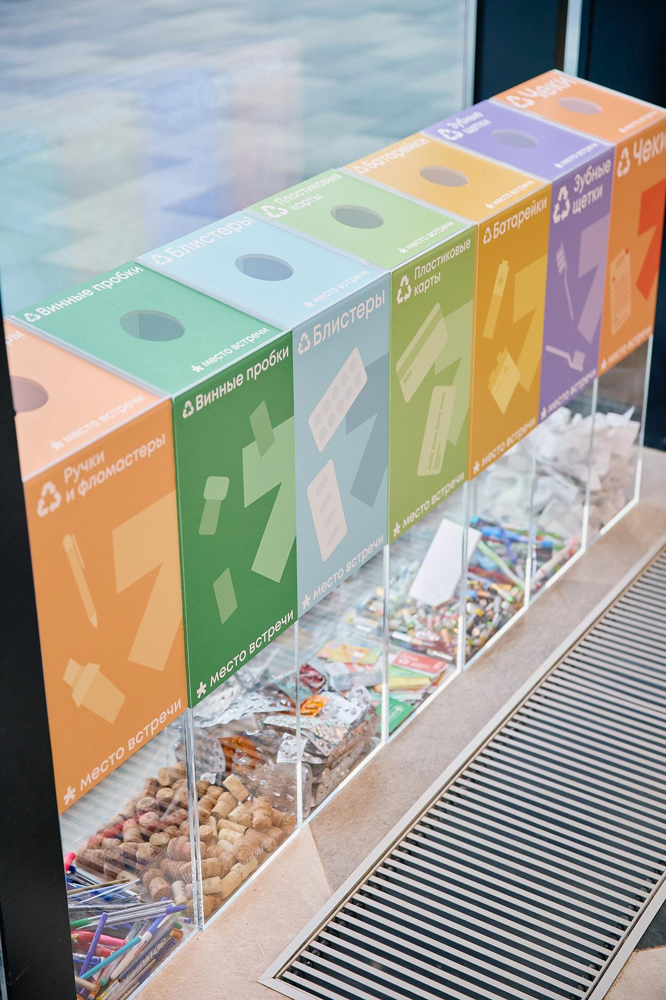 ры
* место встречи
Винные пробки
* место встречи
Блистеры
* место встречи
Пластиковые
карты
* место встречи
Батарейки
* место встречи
Зубные
щетки
* место встречи
Чеки
* место встречи
Ручки
и фломастеры
* место встречи
Винные пробки
* место встречи
Блистеры
* место встречи
Пластиковые
карты
* место встречи
Батарейки
* место встречи
Зубные
щетки
* место встречи
Чеки
* место встречи